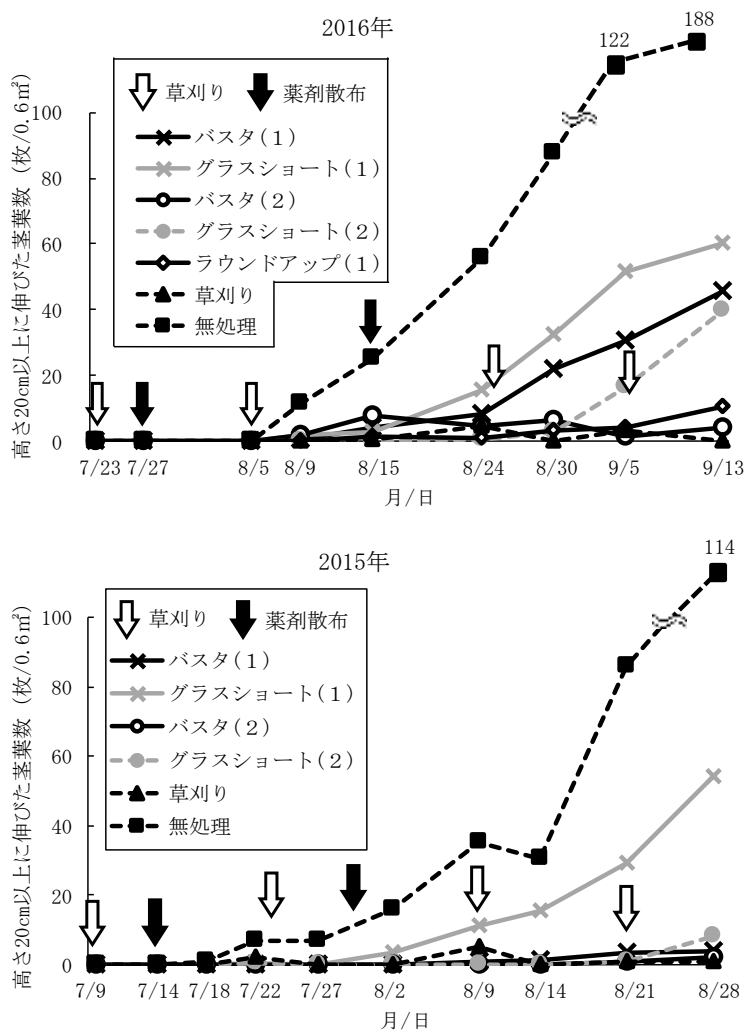 2016年
188
122
草刈り 薬剤散布
バスタ(1)
グラスショート(1)
バスタ(2)
グラスショート(2)
ラウンドアップ(1)
草刈り
無処理
高さ20cm以上に伸びた茎葉数 (枚/0.6㎡)
100
80
60
40
20
0
7/23 7/27 8/5 8/9 8/15 8/24 8/30 9/5 9/13
月/日
2015年
114
草刈り 薬剤散布
バスタ(1)
グラスショート(1)
バスタ(2)
グラスショート(2)
草刈り
無処理
高さ20cm以上に伸びた茎葉数 (枚/0.6㎡)
100
80
60
40
20
0
7/9 7/14 7/18 7/22 7/27 8/2 8/9 8/14 8/21 8/28
月/日